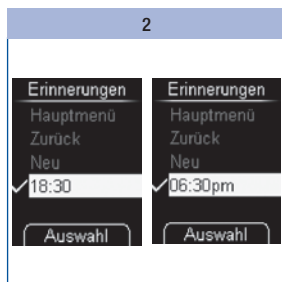 2
Erinnerungen
Hauptmenü
Zurück
Neu
18:30
Auswahl
Erinnerungen
Hauptmenü
Zurück
Neu
06:30pm
Auswahl